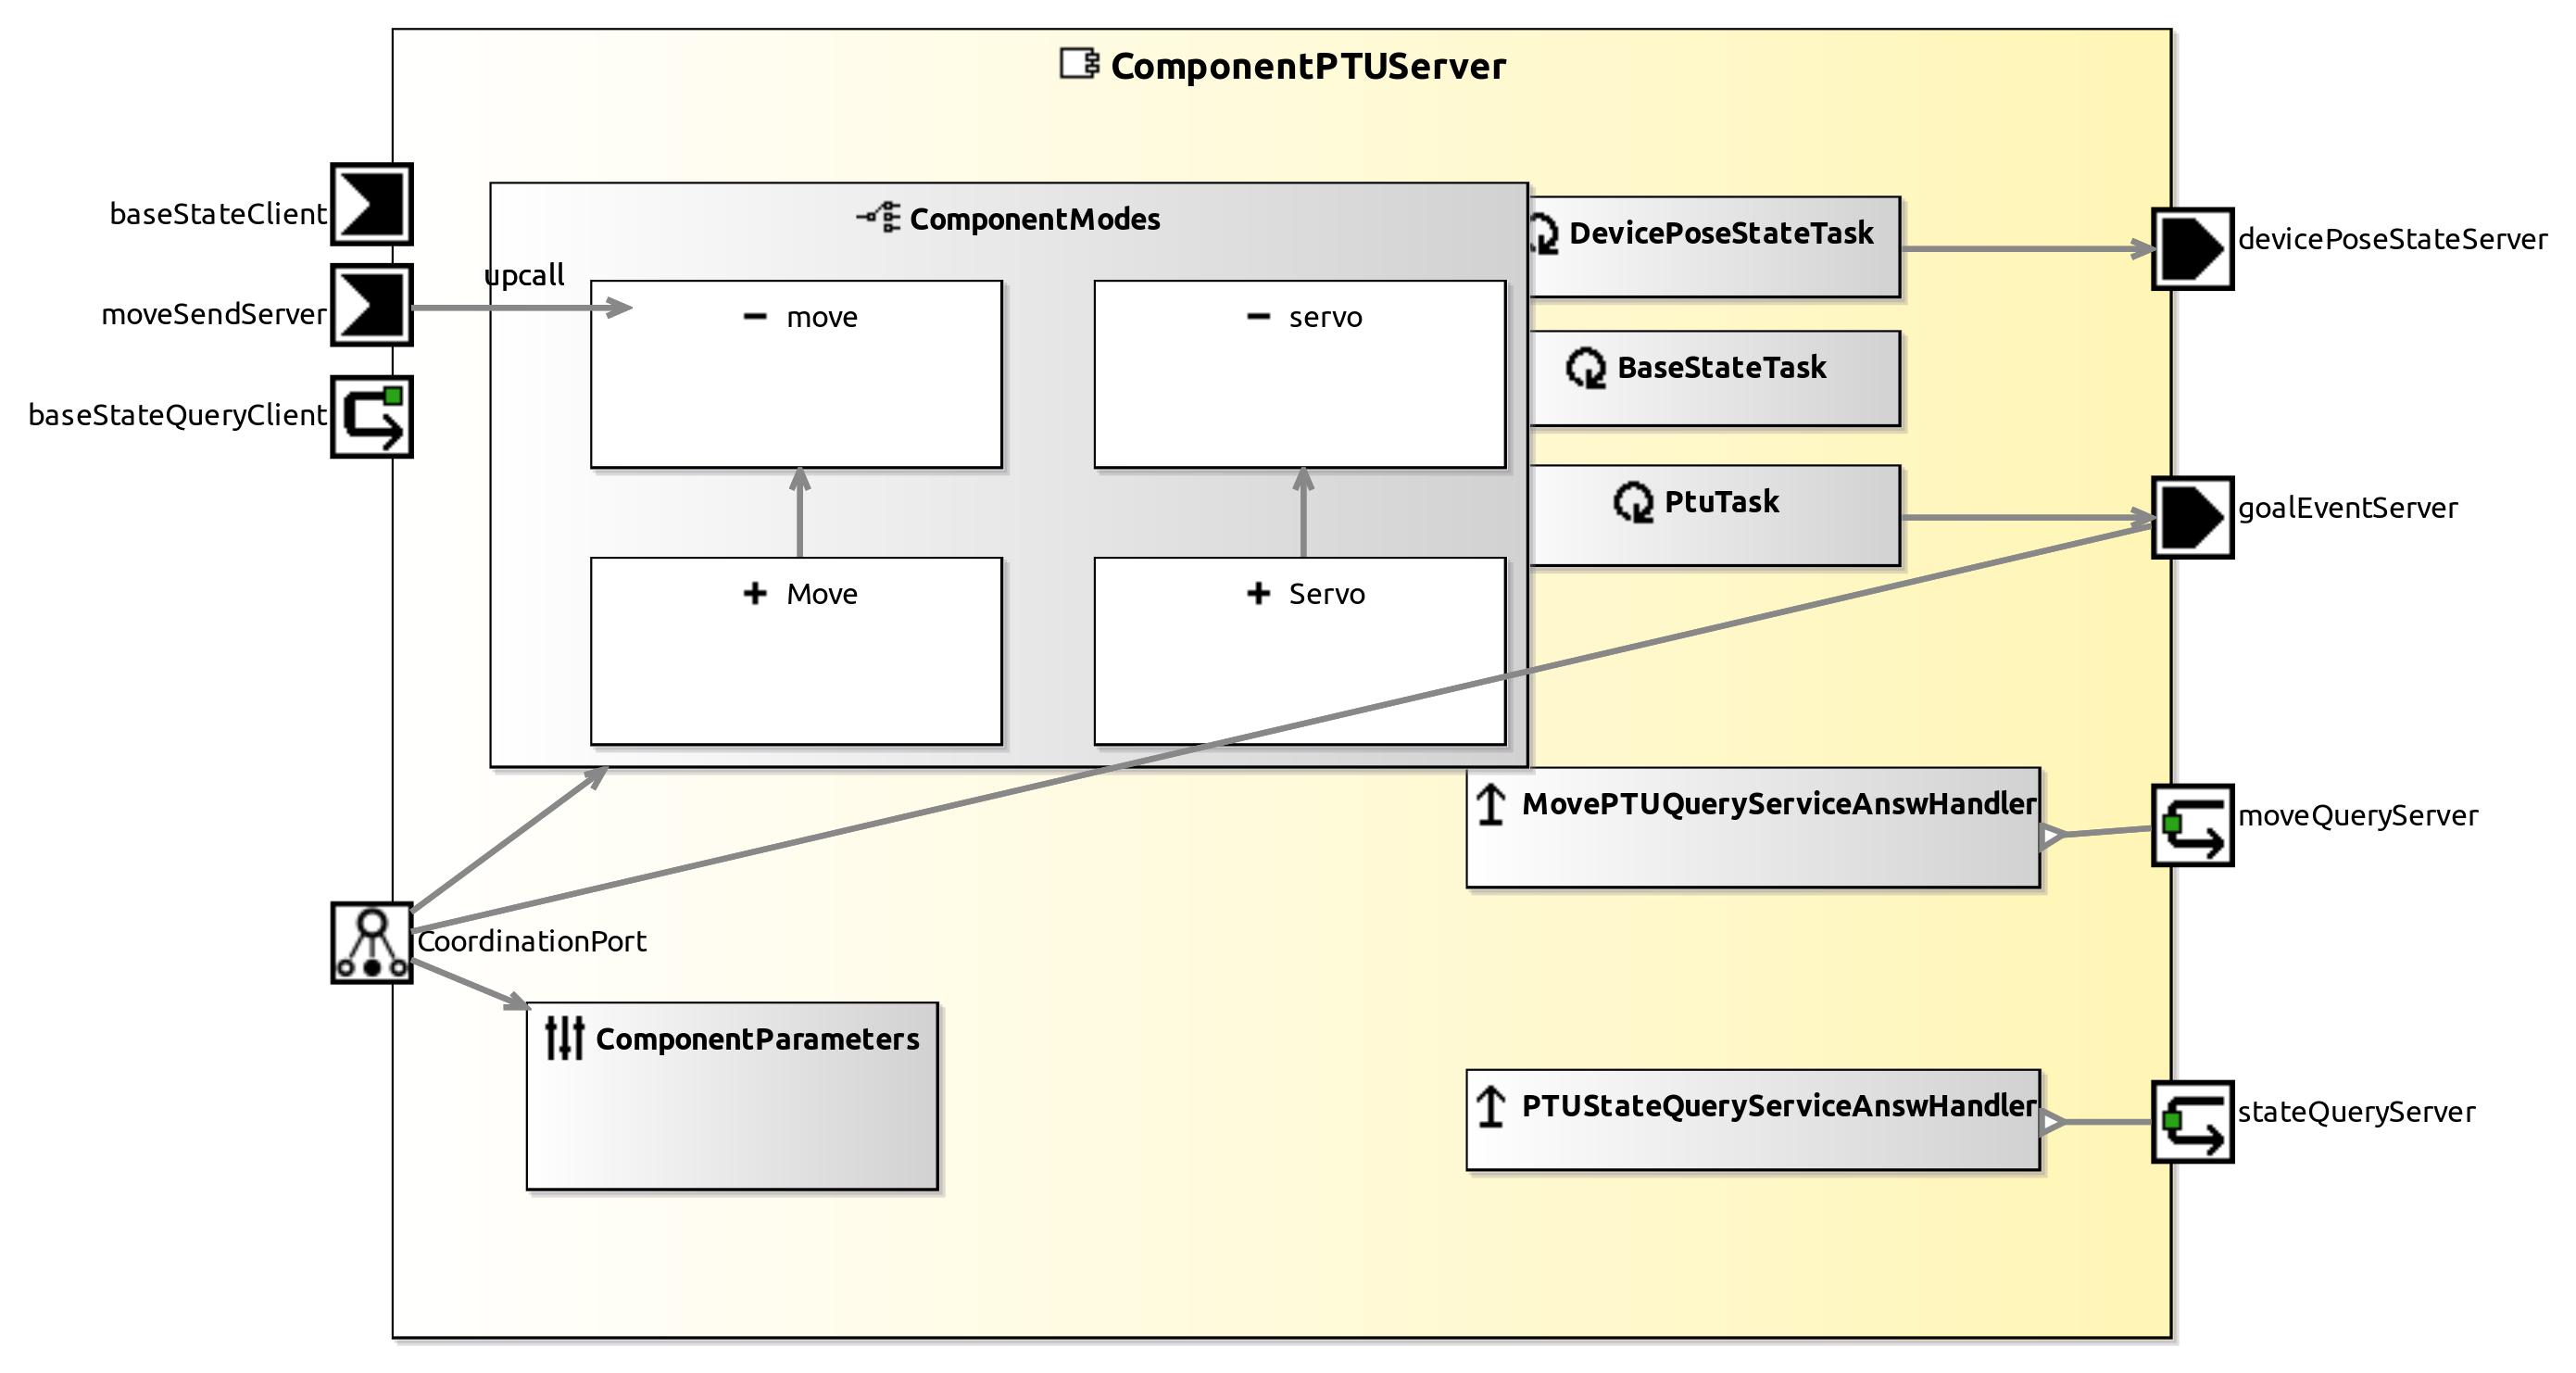 ComponentPTUServer
baseStateClient
moveSendServer
baseStateQueryClient
upcall
ComponentModes
move
servo
Move
Servo
DevicePoseStateTask
BaseStateTask
PtuTask
devicePoseStateServer
goalEventServer
MovePTUQueryServiceAnswHandler
moveQueryServer
CoordinationPort
ComponentParameters
PTUStateQueryServiceAnswHandler
stateQueryServer